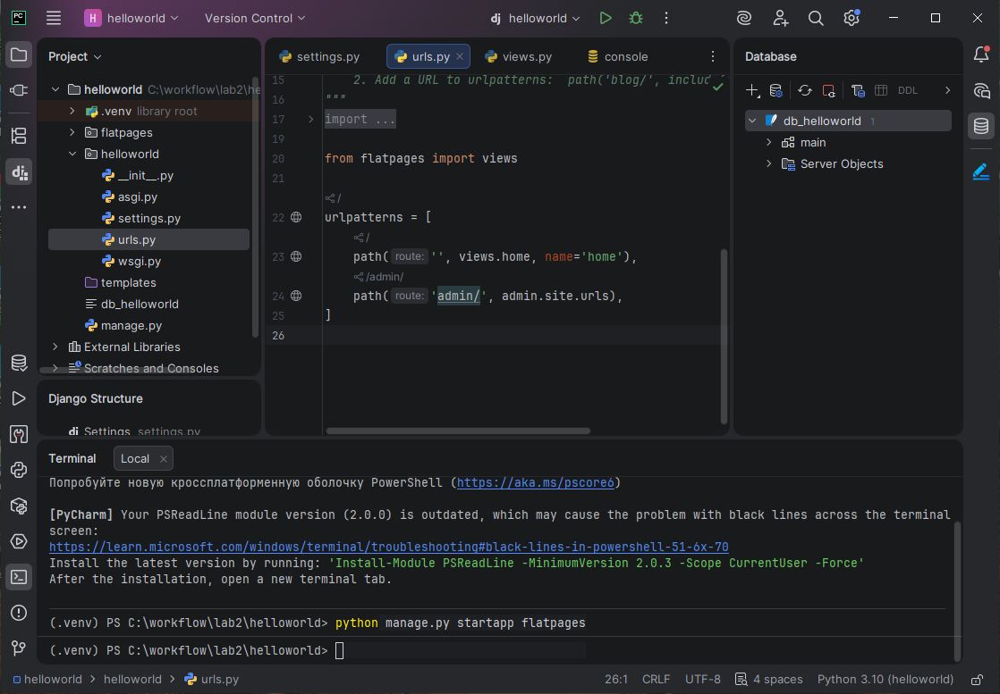 PC H helloworld Version Control dj helloworld
Project
helloworld C:\workflow\lab2\he
.venv library root
flatpages
helloworld
__init__.py
asgi.py
settings.py
urls.py
wsgi.py
templates
db_helloworld
manage.py
External Libraries
Scratches and Consoles
Django Structure
dj Settings settings.py
settings.py urls.py views.py console
15 2. Add a URL to urlpatterns: path('blog/', includ
16 """
17 import ...
19
20 from flatpages import views
21
/
22 urlpatterns = [
/
23 path( route: '', views.home, name='home'),
/admin/
24 path( route: 'admin/', admin.site.urls),
25 ]
26
Database
DDL
db_helloworld 1
main
Server Objects
Terminal Local
Попробуйте новую кроссплатформенную оболочку PowerShell (https://aka.ms/pscore6)
[PyCharm] Your PSReadLine module version (2.0.0) is outdated, which may cause the problem with black lines across the terminal
screen:
https://learn.microsoft.com/windows/terminal/troubleshooting#black-lines-in-powershell-51-6x-70
Install the latest version by running: 'Install-Module PSReadLine -MinimumVersion 2.0.3 -Scope CurrentUser -Force'
After the installation, open a new terminal tab.
(.venv) PS C:\workflow\lab2\helloworld> python manage.py startapp flatpages
(.venv) PS C:\workflow\lab2\helloworld>
helloworld > helloworld > urls.py 26:1 CRLF UTF-8 4 spaces Python 3.10 (helloworld)